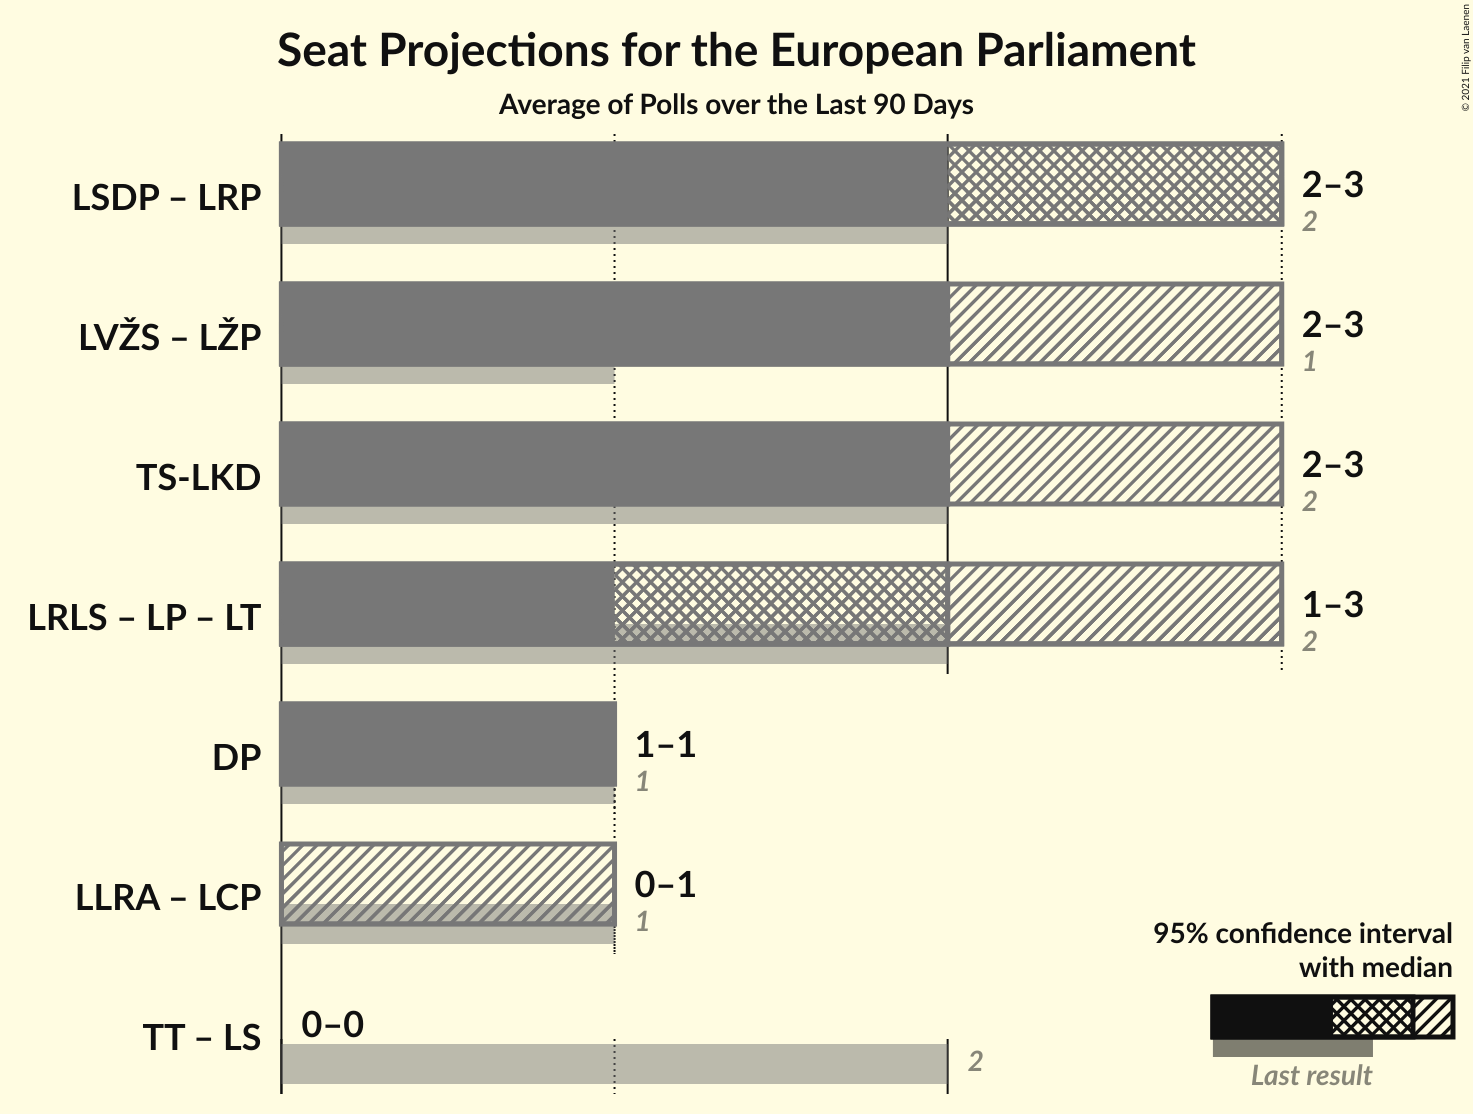 Seat Projections for the European Parliament
Average of Polls over the Last 90 Days
© 2021 Filip van Laenen
LSDP – LRP
2–3
2
LVŽS – LŽP
2–3
1
TS-LKD
2–3
2
LRLS – LP – LT
1–3
2
DP
1–1
1
LLRA – LCP
0–1
1
TT – LS
0–0
2
95% confidence interval
with median
Last result